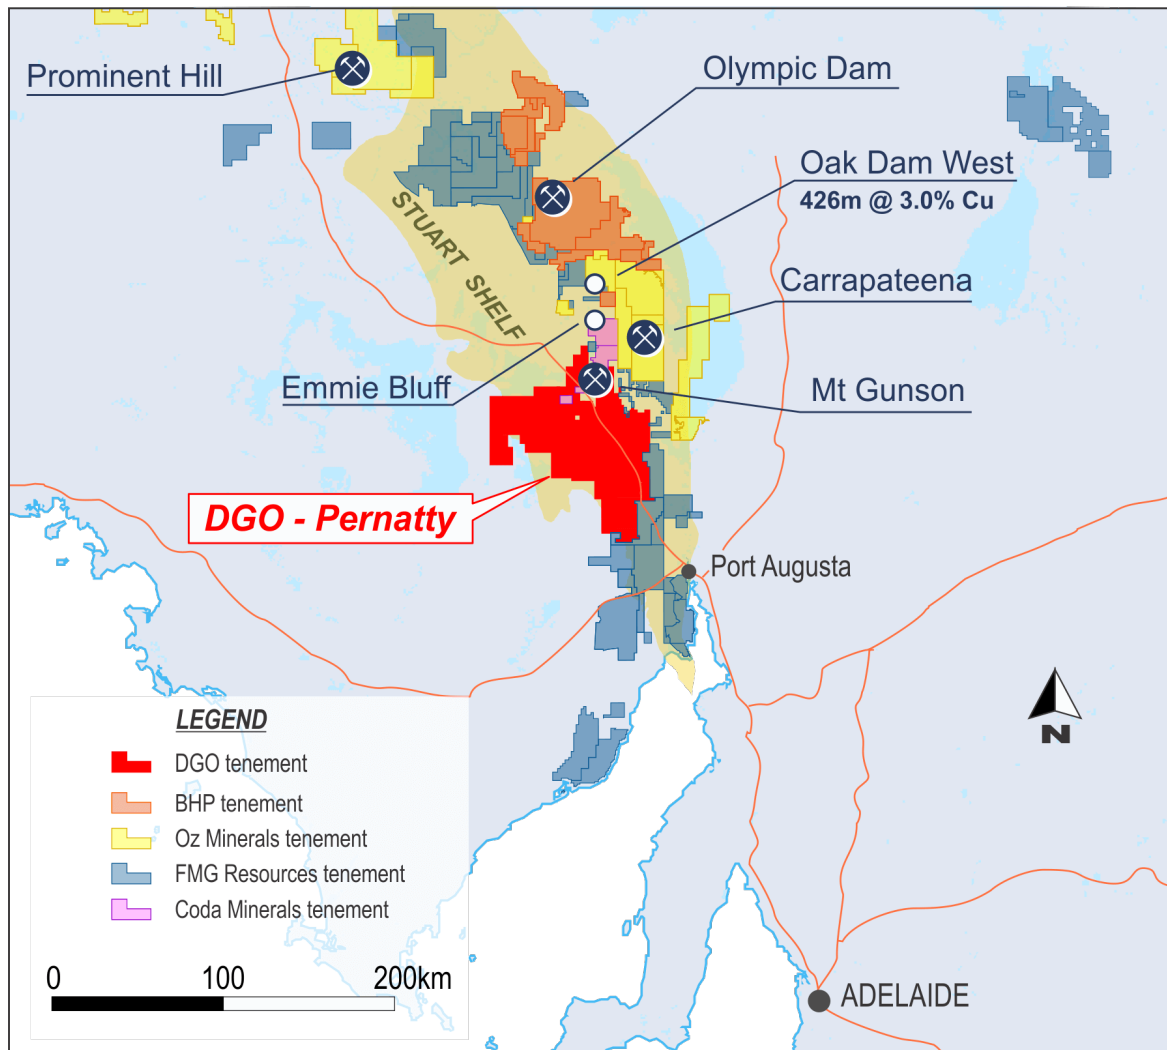 Prominent Hill
Olympic Dam
Oak Dam West
426m @ 3.0% Cu
STUART SHELF
Carrapateena
Emmie Bluff
Mt Gunson
DGO - Pernatty
Port Augusta
LEGEND
DGO tenement
BHP tenement
Oz Minerals tenement
FMG Resources tenement
Coda Minerals tenement
0 100 200km
N
ADELAIDE